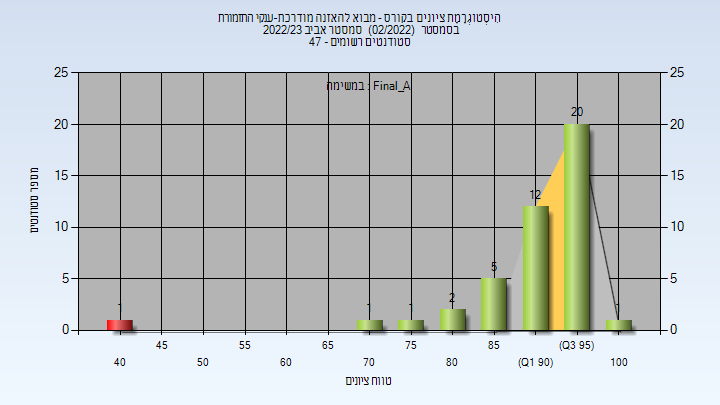 היסטוגרמת ציונים בקורס - מבוא להאזנה מודרכת-ענקי התזמורת
בסמסטר (02/2022) סמסטר אביב 2022/23
סטודנטים רשומים - 47
במשימה : Final_A
מספר סטודנטים
25 25
20 20
15 15
10 10
5 5
0 0
1 1 1 2 5 12 20 1
40 45 50 55 60 65 70 75 80 85 (Q1 90) (Q3 95) 100
טווח ציונים